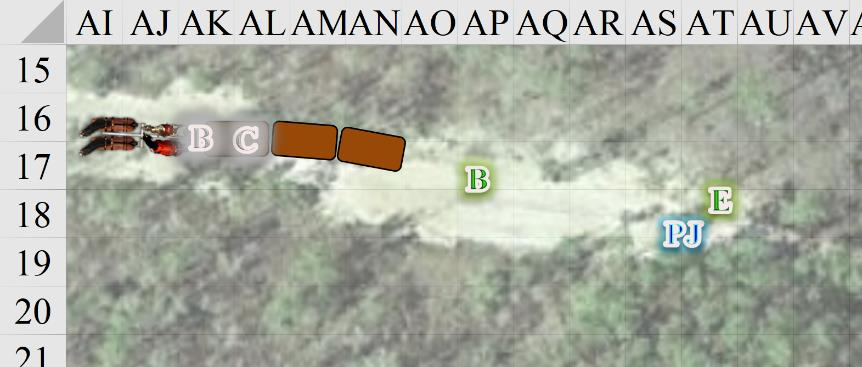 AI AJ AK AL AM AN AO AP AQ AR AS AT AU AV A
15
16
B C
17
B
18
E
PJ
19
20
21